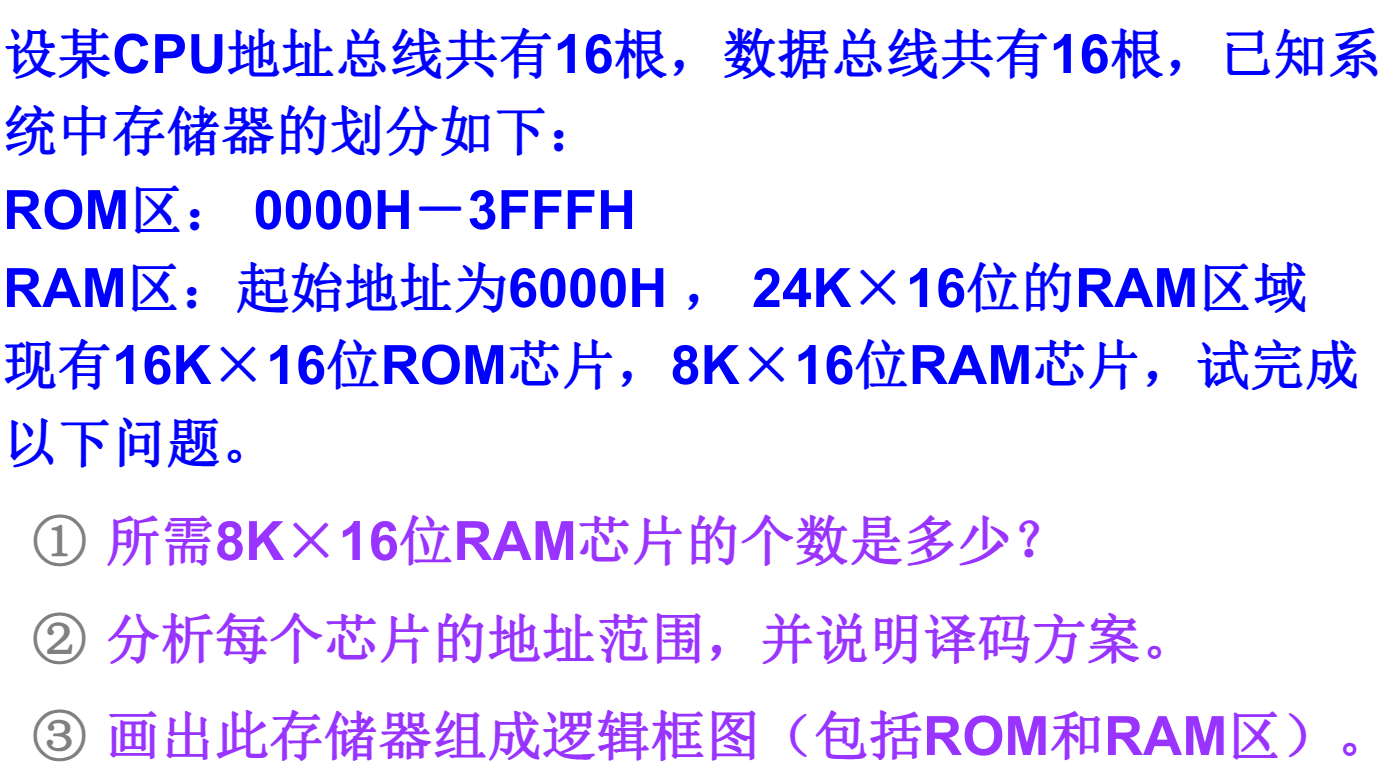 设某CPU地址总线共有16根，数据总线共有16根，已知系
统中存储器的划分如下：
ROM区： 0000H－3FFFH
RAM区：起始地址为6000H ， 24K×16位的RAM区域
现有16K×16位ROM芯片，8K×16位RAM芯片，试完成
以下问题。
① 所需8K×16位RAM芯片的个数是多少？
② 分析每个芯片的地址范围，并说明译码方案。
③ 画出此存储器组成逻辑框图（包括ROM和RAM区）。